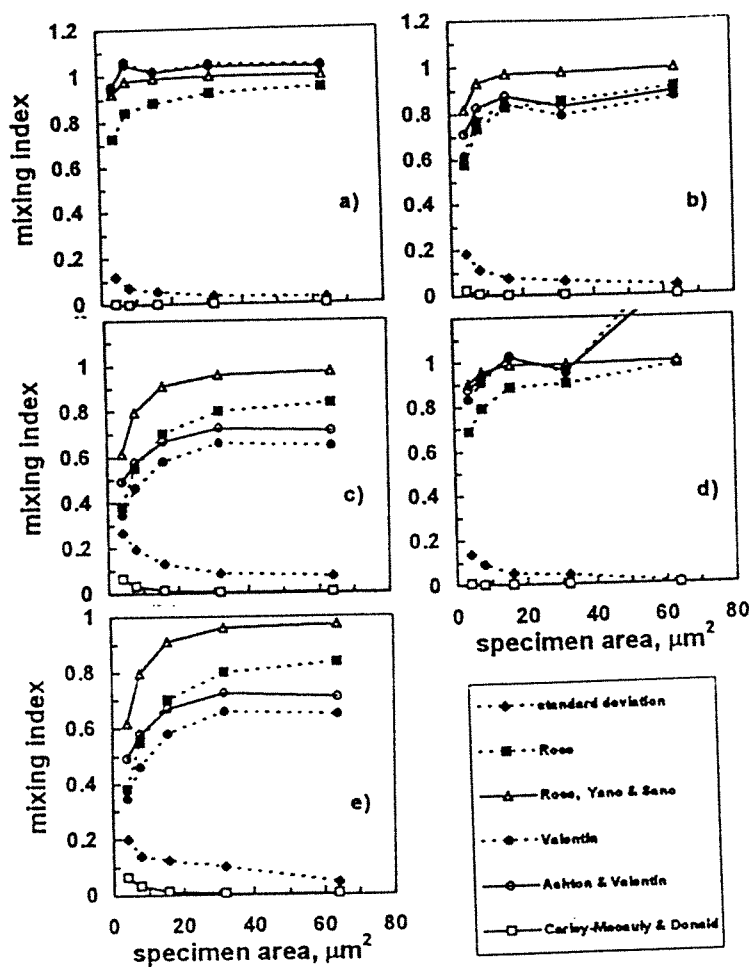 1.2
1
0.8
0.6
0.4
0.2
0
mixing index
a)
1.2
1
0.8
0.6
0.4
0.2
0
b)
1
0.8
0.6
0.4
0.2
0
mixing index
c)
1
0.8
0.6
0.4
0.2
0
d)
0 20 40 60 80
specimen area, μm²
1
0.8
0.6
0.4
0.2
0
mixing index
e)
0 20 40 60 80
specimen area, μm²
standard deviation
Rose
Rose, Yano & Sano
Valentin
Ashton & Valentin
Carley-Macauly & Donald